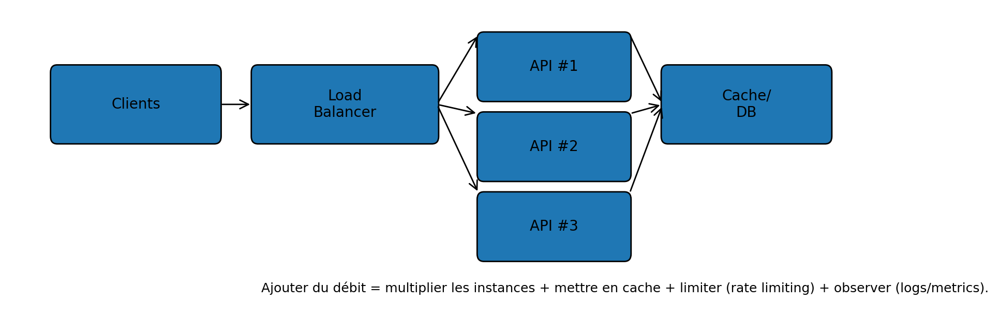 Clients
Load
Balancer
API #1
API #2
API #3
Cache/
DB
Ajouter du débit = multiplier les instances + mettre en cache + limiter (rate limiting) + observer (logs/metrics).